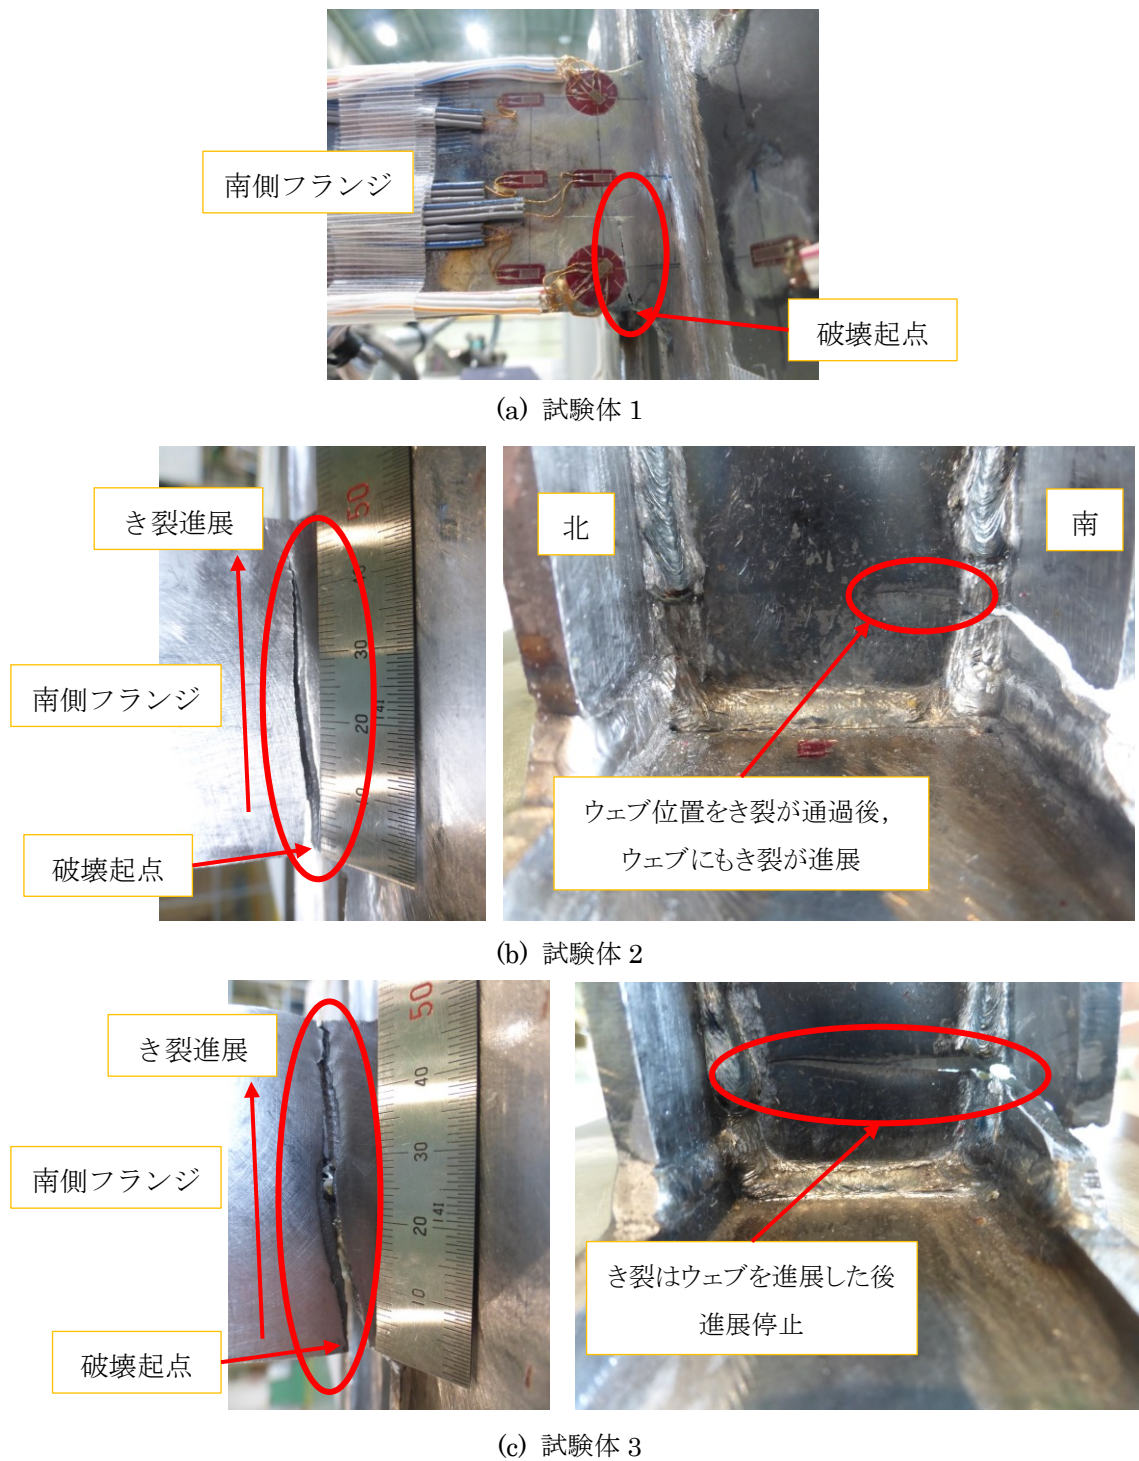 南側フランジ
破壊起点
(a) 試験体 1
き裂進展
南側フランジ
破壊起点
50
40
30
20
10
141
北
南
ウェブ位置をき裂が通過後，
ウェブにもき裂が進展
(b) 試験体 2
き裂進展
南側フランジ
破壊起点
50
40
30
20
10
141
き裂はウェブを進展した後
進展停止
(c) 試験体 3